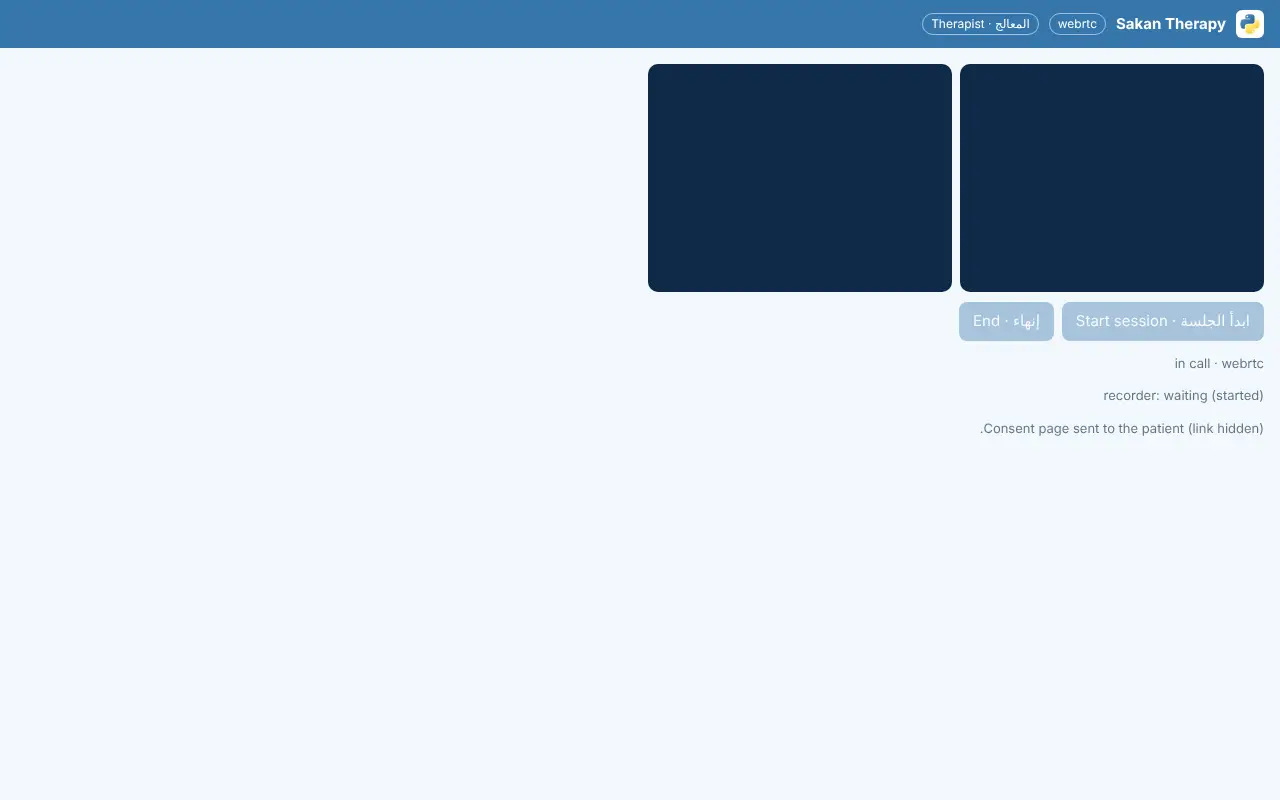 Sakan Therapy
webrtc
Therapist · المعالج
ابدأ الجلسة · Start session
إنهاء · End
in call · webrtc
recorder: waiting (started)
Consent page sent to the patient (link hidden).